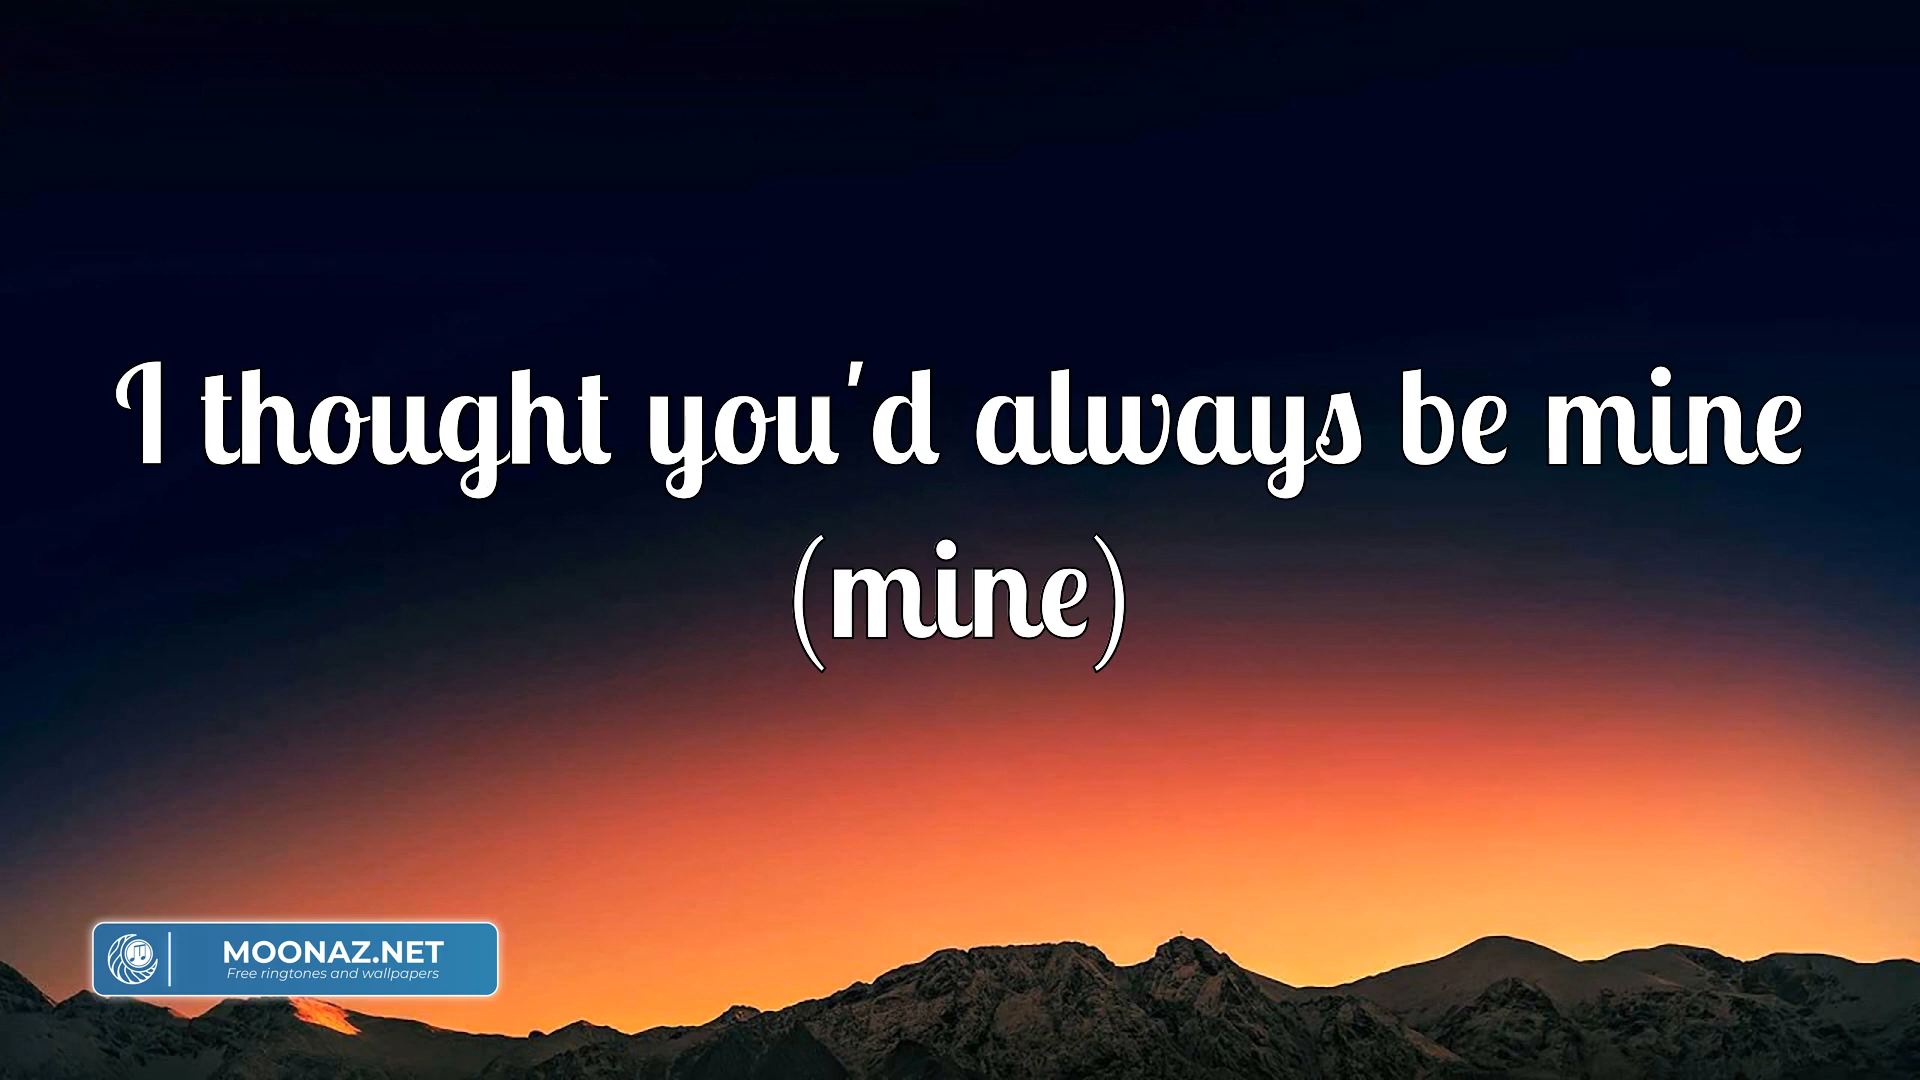 I thought you'd always be mine
(mine)
MOONAZ.NET
Free ringtones and wallpapers